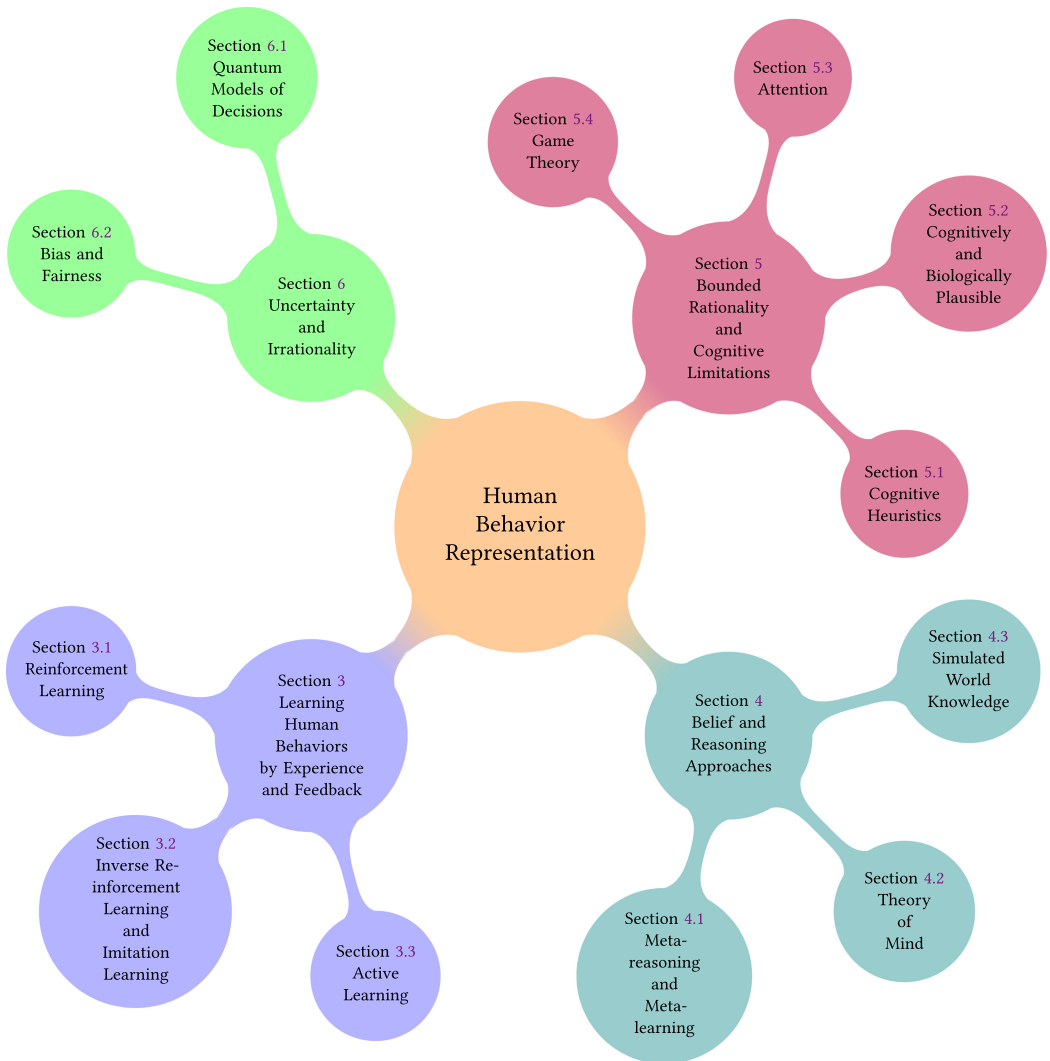 Section 6.1
Quantum
Models of
Decisions
Section 6.2
Bias and
Fairness
Section 6
Uncertainty
and
Irrationality
Section 5.4
Game
Theory
Section 5.3
Attention
Section 5.2
Cognitively
and
Biologically
Plausible
Section 5
Bounded
Rationality
and
Cognitive
Limitations
Section 5.1
Cognitive
Heuristics
Human
Behavior
Representation
Section 3.1
Reinforcement
Learning
Section 3
Learning
Human
Behaviors
by Experience
and Feedback
Section 3.2
Inverse Re-
inforcement
Learning
and
Imitation
Learning
Section 3.3
Active
Learning
Section 4.3
Simulated
World
Knowledge
Section 4
Belief and
Reasoning
Approaches
Section 4.2
Theory
of
Mind
Section 4.1
Meta-
reasoning
and
Meta-
learning